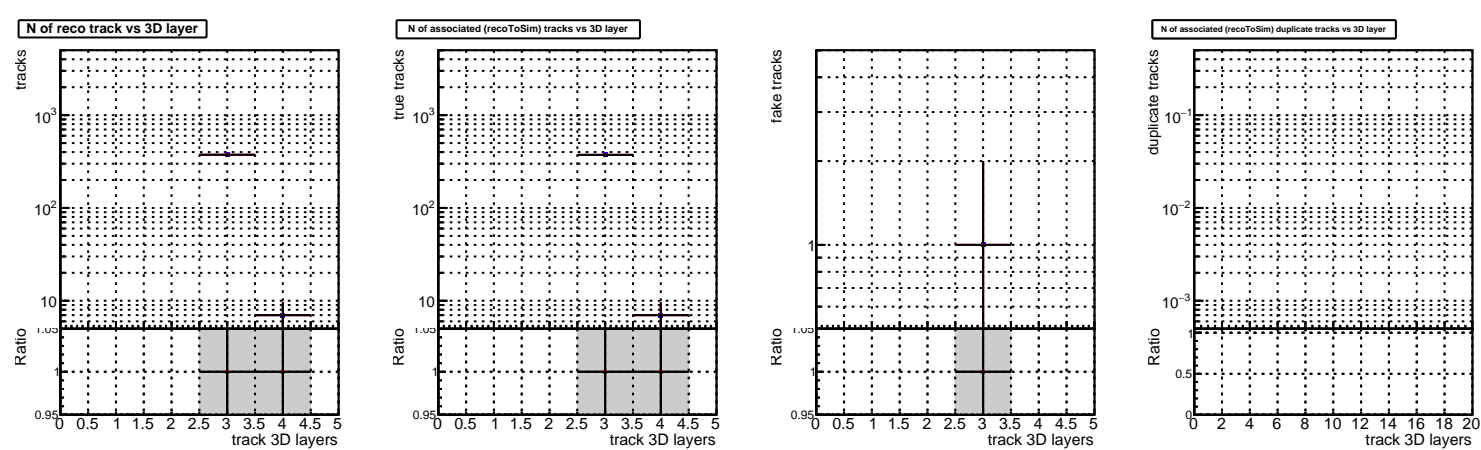 N of reco track vs 3D layer
tracks
10³
10²
10
1.05
Ratio
1
0.95
0 0.5 1 1.5 2 2.5 3 3.5 4 4.5 5
track 3D layers
N of associated (recoToSim) tracks vs 3D layer
true tracks
10³
10²
10
1.05
Ratio
1
0.95
0 0.5 1 1.5 2 2.5 3 3.5 4 4.5 5
track 3D layers
fake tracks
1
1.05
Ratio
1
0.95
0 0.5 1 1.5 2 2.5 3 3.5 4 4.5 5
track 3D layers
N of associated (recoToSim) duplicate tracks vs 3D layer
duplicate tracks
10⁻¹
10⁻²
10⁻³
Ratio
1
0.5
0
0 2 4 6 8 10 12 14 16 18 20
track 3D layers